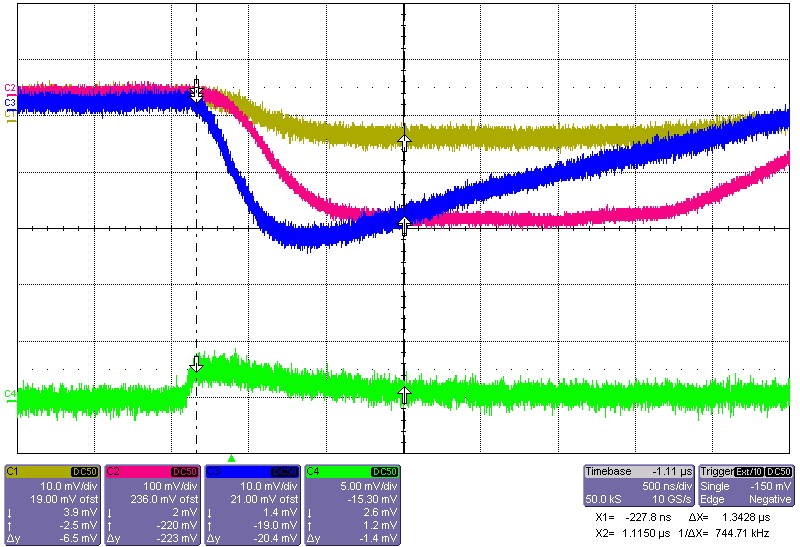 C2
C3
C4
C1 DC50
10.0 mV/div
19.00 mV ofst
↓ 3.9 mV
↑ -2.5 mV
Δy -6.5 mV
C2 DC50
100 mV/div
236.0 mV ofst
↓ 2 mV
↑ -220 mV
Δy -223 mV
C3 DC50
10.0 mV/div
21.00 mV ofst
↓ 1.4 mV
↑ -19.0 mV
Δy -20.4 mV
C4 DC50
5.00 mV/div
-15.30 mV
↓ 2.6 mV
↑ 1.2 mV
Δy -1.4 mV
Timebase -1.11 µs
500 ns/div
50.0 kS 10 GS/s
Trigger Ext/10 DC50
Single -150 mV
Edge Negative
X1= -227.8 ns ΔX= 1.3428 µs
X2= 1.1150 µs 1/ΔX= 744.71 kHz